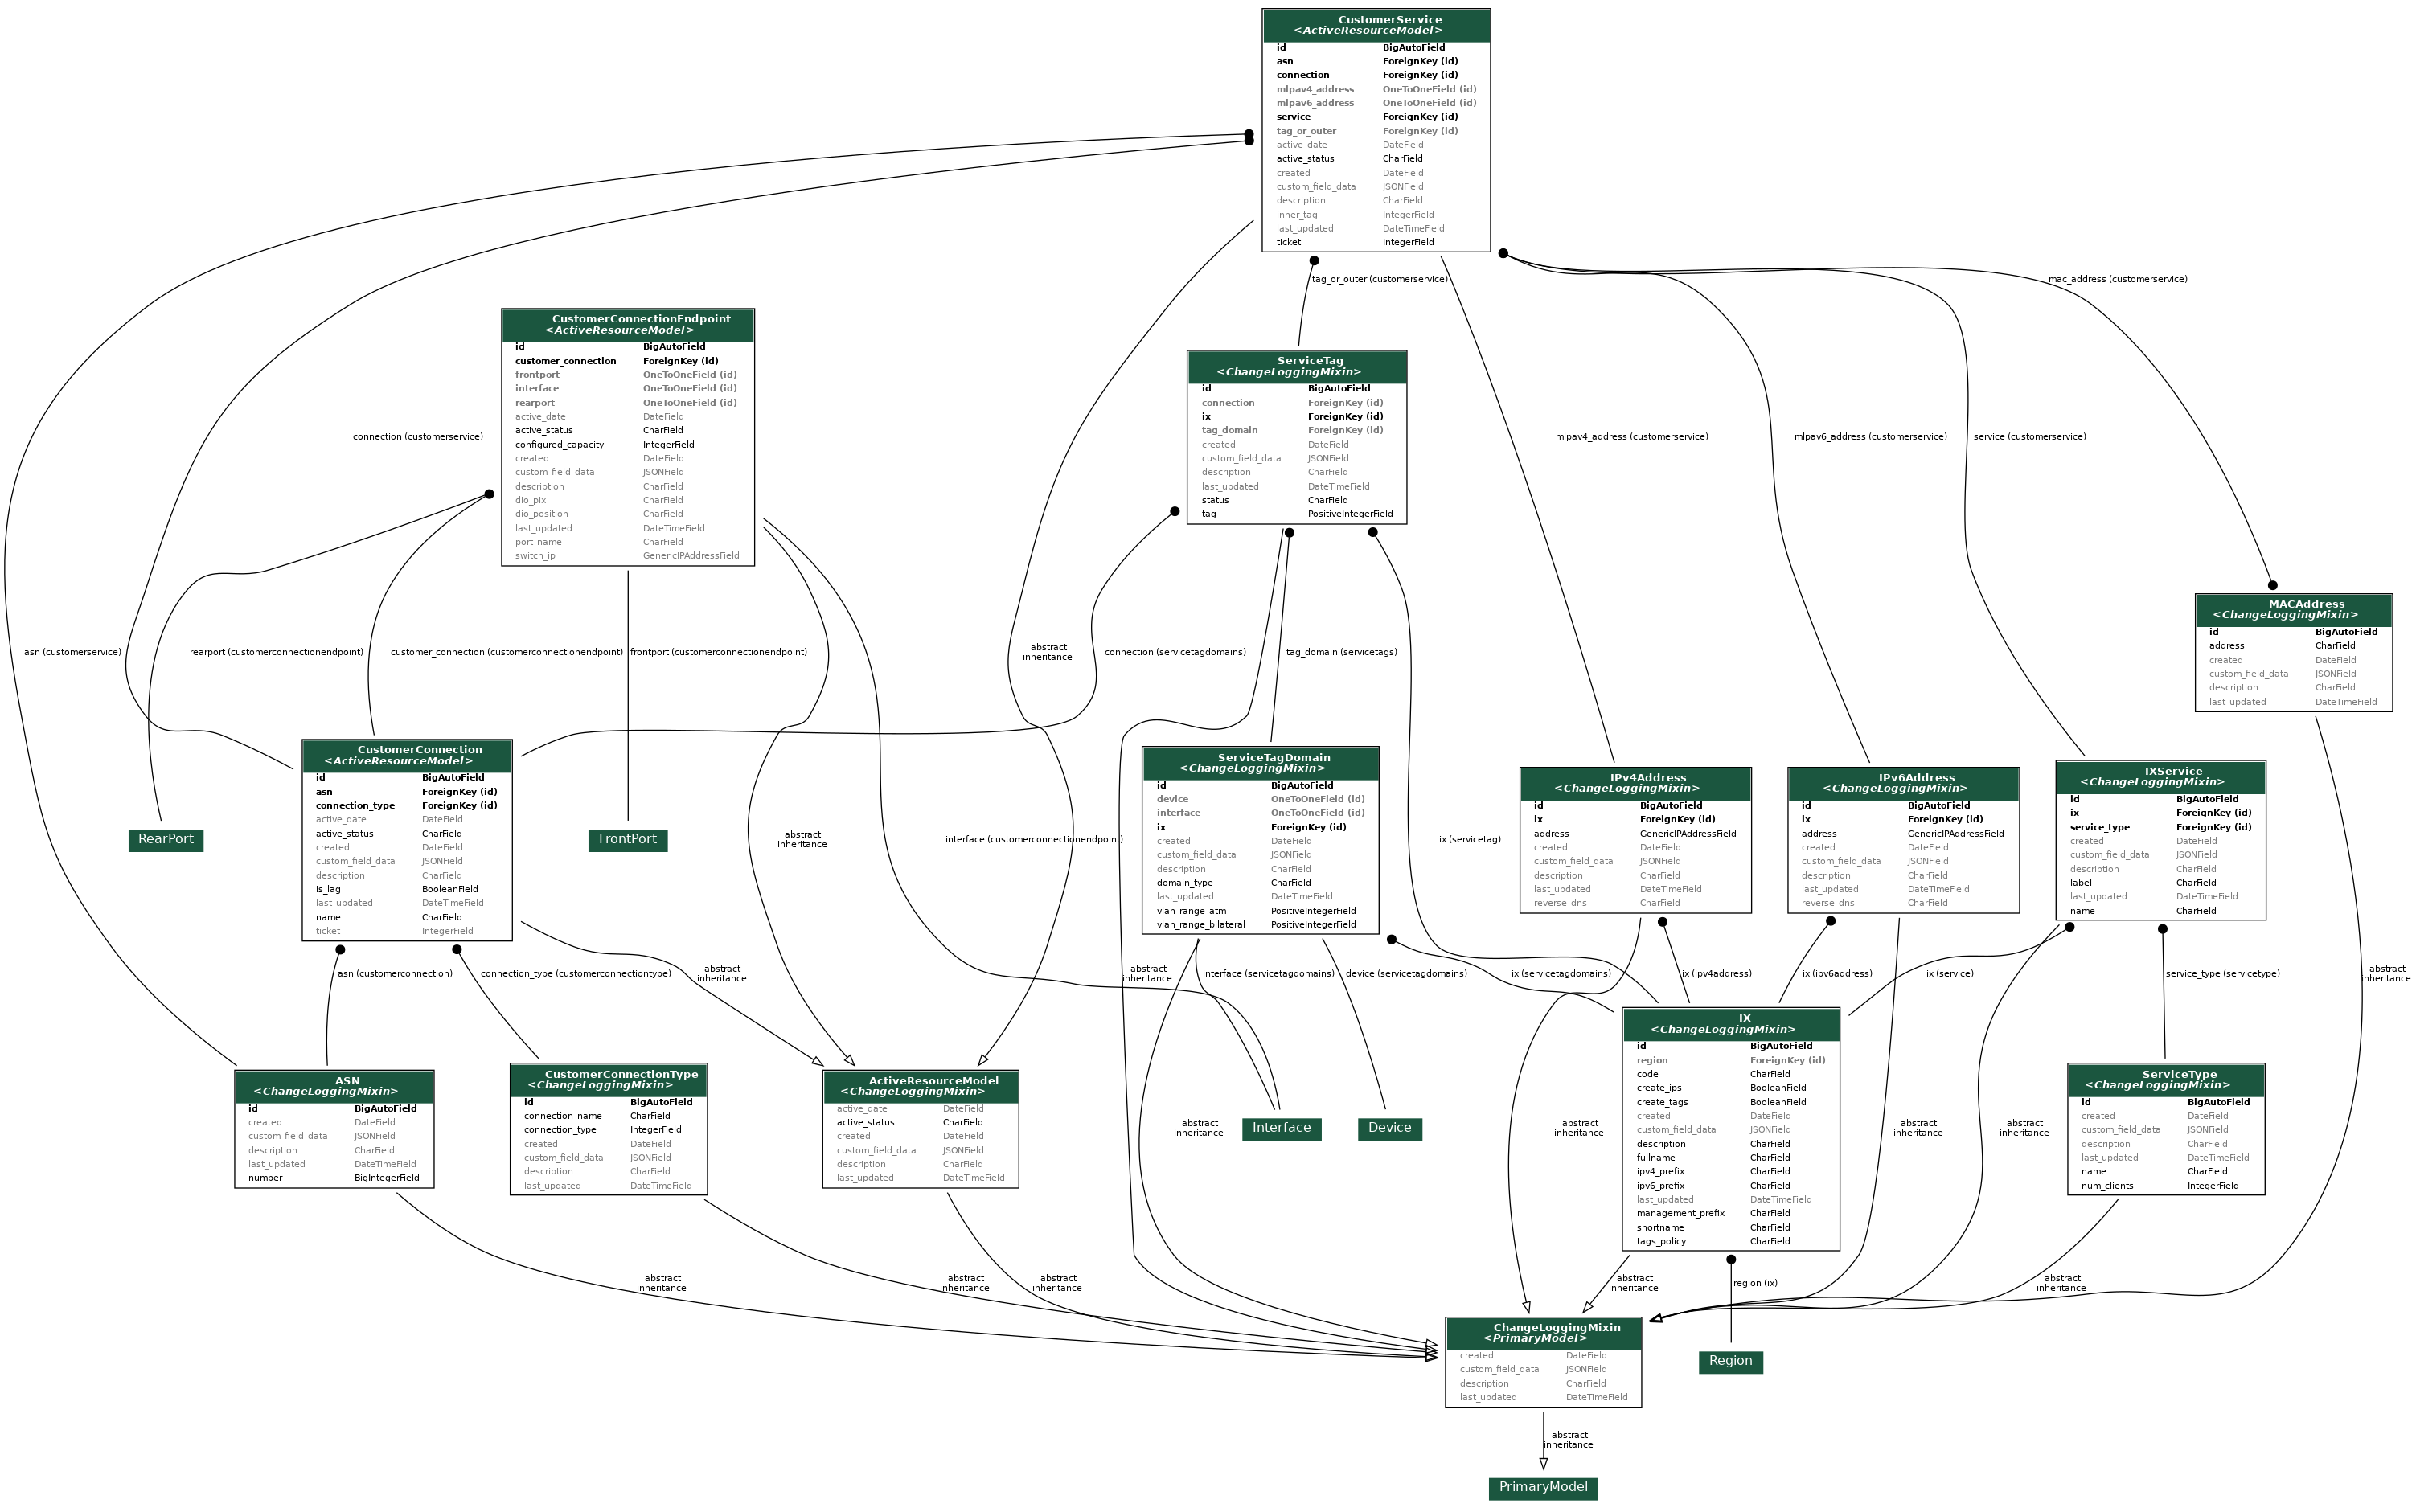 CustomerService
<ActiveResourceModel>
id BigAutoField
asn ForeignKey (id)
connection ForeignKey (id)
mlpav4_address OneToOneField (id)
mlpav6_address OneToOneField (id)
service ForeignKey (id)
tag_or_outer ForeignKey (id)
active_date DateField
active_status CharField
created DateField
custom_field_data JSONField
description CharField
inner_tag IntegerField
last_updated DateTimeField
ticket IntegerField
tag_or_outer (customerservice)
mac_address (customerservice)
CustomerConnectionEndpoint
<ActiveResourceModel>
id BigAutoField
customer_connection ForeignKey (id)
frontport OneToOneField (id)
interface OneToOneField (id)
rearport OneToOneField (id)
active_date DateField
active_status CharField
configured_capacity IntegerField
created DateField
custom_field_data JSONField
description CharField
dio_pix CharField
dio_position CharField
last_updated DateTimeField
port_name CharField
switch_ip GenericIPAddressField
ServiceTag
<ChangeLoggingMixin>
id BigAutoField
connection ForeignKey (id)
ix ForeignKey (id)
tag_domain ForeignKey (id)
created DateField
custom_field_data JSONField
description CharField
last_updated DateTimeField
status CharField
tag PositiveIntegerField
connection (customerservice)
mlpav4_address (customerservice)
mlpav6_address (customerservice)
service (customerservice)
MACAddress
<ChangeLoggingMixin>
id BigAutoField
address CharField
created DateField
custom_field_data JSONField
description CharField
last_updated DateTimeField
asn (customerservice)
rearport (customerconnectionendpoint)
customer_connection (customerconnectionendpoint)
frontport (customerconnectionendpoint)
abstract
inheritance
connection (servicetagdomains)
tag_domain (servicetags)
CustomerConnection
<ActiveResourceModel>
id BigAutoField
asn ForeignKey (id)
connection_type ForeignKey (id)
active_date DateField
active_status CharField
created DateField
custom_field_data JSONField
description CharField
is_lag BooleanField
last_updated DateTimeField
name CharField
ticket IntegerField
ServiceTagDomain
<ChangeLoggingMixin>
id BigAutoField
device OneToOneField (id)
interface OneToOneField (id)
ix ForeignKey (id)
created DateField
custom_field_data JSONField
description CharField
domain_type CharField
last_updated DateTimeField
vlan_range_atm PositiveIntegerField
vlan_range_bilateral PositiveIntegerField
IPv4Address
<ChangeLoggingMixin>
id BigAutoField
ix ForeignKey (id)
address GenericIPAddressField
created DateField
custom_field_data JSONField
description CharField
last_updated DateTimeField
reverse_dns CharField
IPv6Address
<ChangeLoggingMixin>
id BigAutoField
ix ForeignKey (id)
address GenericIPAddressField
created DateField
custom_field_data JSONField
description CharField
last_updated DateTimeField
reverse_dns CharField
IXService
<ChangeLoggingMixin>
id BigAutoField
ix ForeignKey (id)
service_type ForeignKey (id)
created DateField
custom_field_data JSONField
description CharField
label CharField
last_updated DateTimeField
name CharField
RearPort
FrontPort
abstract
inheritance
interface (customerconnectionendpoint)
ix (servicetag)
asn (customerconnection)
connection_type (customerconnectiontype)
abstract
inheritance
abstract
inheritance
interface (servicetagdomains)
device (servicetagdomains)
ix (servicetagdomains)
ix (ipv4address)
ix (ipv6address)
ix (service)
service_type (servicetype)
abstract
inheritance
ASN
<ChangeLoggingMixin>
id BigAutoField
created DateField
custom_field_data JSONField
description CharField
last_updated DateTimeField
number BigIntegerField
CustomerConnectionType
<ChangeLoggingMixin>
id BigAutoField
connection_name CharField
connection_type IntegerField
created DateField
custom_field_data JSONField
description CharField
last_updated DateTimeField
ActiveResourceModel
<ChangeLoggingMixin>
active_date DateField
active_status CharField
created DateField
custom_field_data JSONField
description CharField
last_updated DateTimeField
abstract
inheritance
Interface
Device
abstract
inheritance
IX
<ChangeLoggingMixin>
id BigAutoField
region ForeignKey (id)
code CharField
create_ips BooleanField
create_tags BooleanField
created DateField
custom_field_data JSONField
description CharField
fullname CharField
ipv4_prefix CharField
ipv6_prefix CharField
last_updated DateTimeField
management_prefix CharField
shortname CharField
tags_policy CharField
abstract
inheritance
abstract
inheritance
ServiceType
<ChangeLoggingMixin>
id BigAutoField
created DateField
custom_field_data JSONField
description CharField
last_updated DateTimeField
name CharField
num_clients IntegerField
abstract
inheritance
abstract
inheritance
abstract
inheritance
abstract
inheritance
region (ix)
abstract
inheritance
ChangeLoggingMixin
<PrimaryModel>
created DateField
custom_field_data JSONField
description CharField
last_updated DateTimeField
Region
abstract
inheritance
PrimaryModel